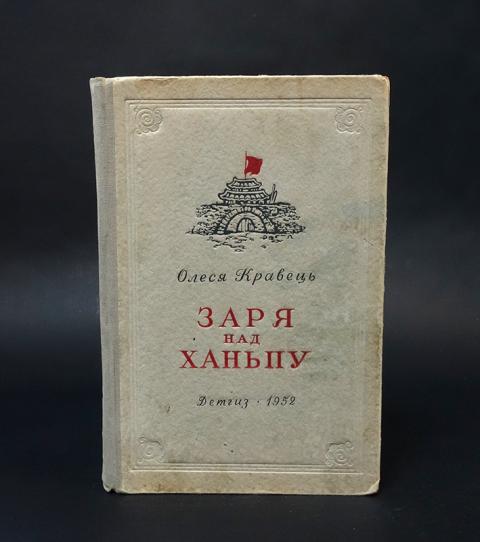 Олеся Кравець
ЗАРЯ
НАД
ХАНЬПУ
Детгиз · 1952